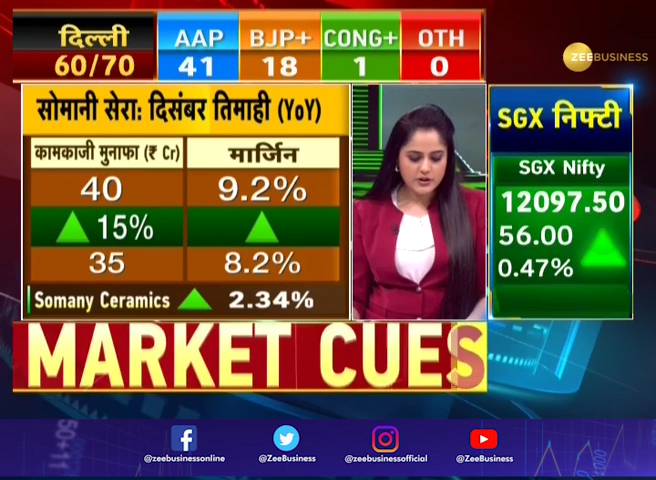 दिल्ली
60/70
AAP
41
BJP+
18
CONG+
1
OTH
0
ZEEBUSINESS
सोमानी सेरा: दिसंबर तिमाही (YoY)
कामकाजी मुनाफा (₹ Cr)
मार्जिन
40
9.2%
15%
35
8.2%
Somany Ceramics 2.34%
SGX निफ्टी
SGX Nifty
12097.50
56.00
0.47%
MARKET CUES
@zeebusinessonline
@ZeeBusiness
@zeebusinessofficial
@ZeeBusiness